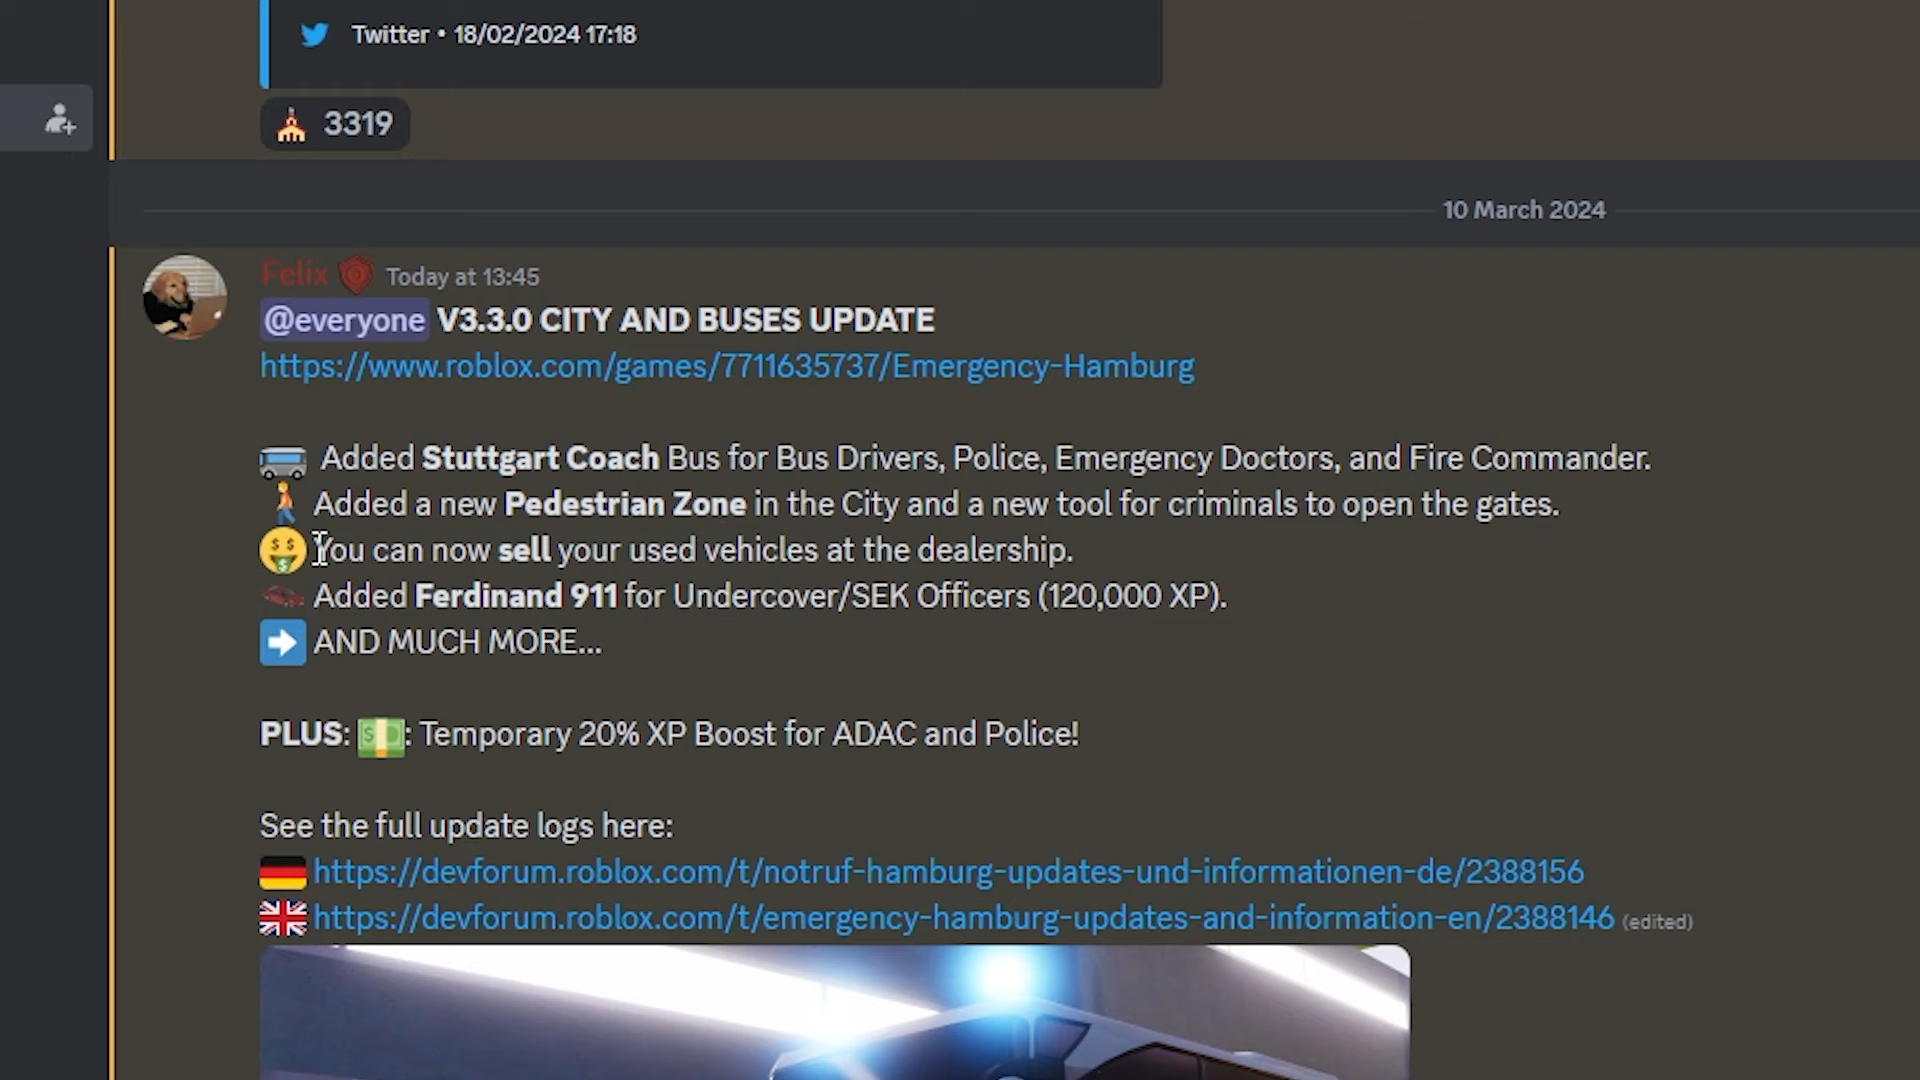 Twitter • 18/02/2024 17:18
3319
10 March 2024
Felix Today at 13:45
@everyone V3.3.0 CITY AND BUSES UPDATE
https://www.roblox.com/games/7711635737/Emergency-Hamburg
Added Stuttgart Coach Bus for Bus Drivers, Police, Emergency Doctors, and Fire Commander.
Added a new Pedestrian Zone in the City and a new tool for criminals to open the gates.
You can now sell your used vehicles at the dealership.
Added Ferdinand 911 for Undercover/SEK Officers (120,000 XP).
AND MUCH MORE...
PLUS: : Temporary 20% XP Boost for ADAC and Police!
See the full update logs here:
https://devforum.roblox.com/t/notruf-hamburg-updates-und-informationen-de/2388156
https://devforum.roblox.com/t/emergency-hamburg-updates-and-information-en/2388146 (edited)